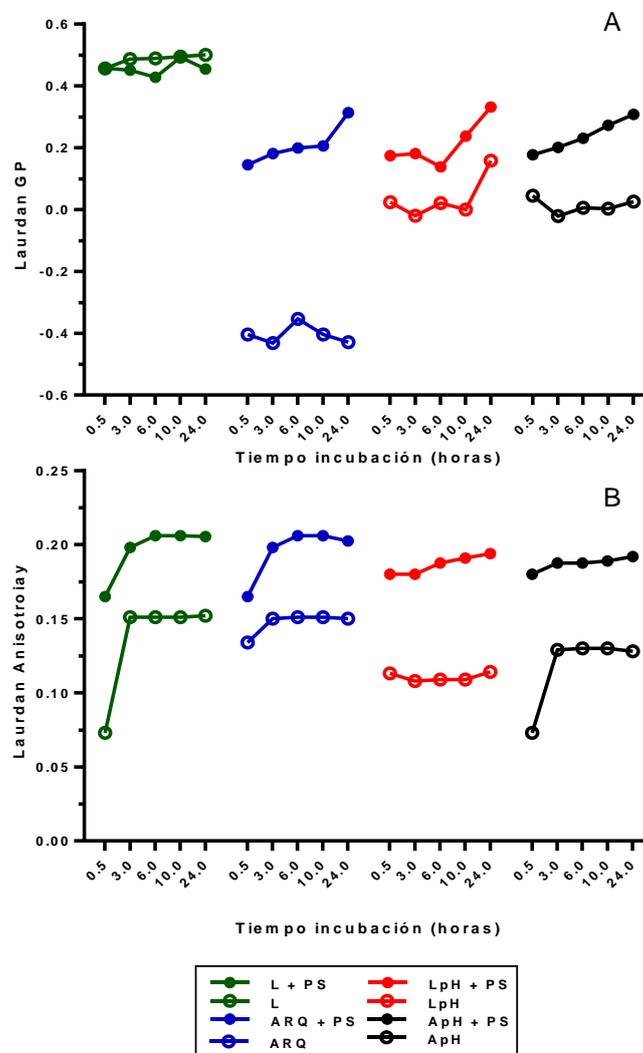 A
0.6
0.4
0.2
0.0
-0.2
-0.4
-0.6
Laurdan GP
0.5 3.0 6.0 10.0 24.0 0.5 3.0 6.0 10.0 24.0 0.5 3.0 6.0 10.0 24.0 0.5 3.0 6.0 10.0 24.0
Tiempo incubación (horas)
B
0.25
0.20
0.15
0.10
0.05
0.00
Laurdan Anisotroiay
0.5 3.0 6.0 10.0 24.0 0.5 3.0 6.0 10.0 24.0 0.5 3.0 6.0 10.0 24.0 0.5 3.0 6.0 10.0 24.0
Tiempo incubación (horas)
L + PS
L
ARQ + PS
ARQ
LpH + PS
LpH
ApH + PS
ApH